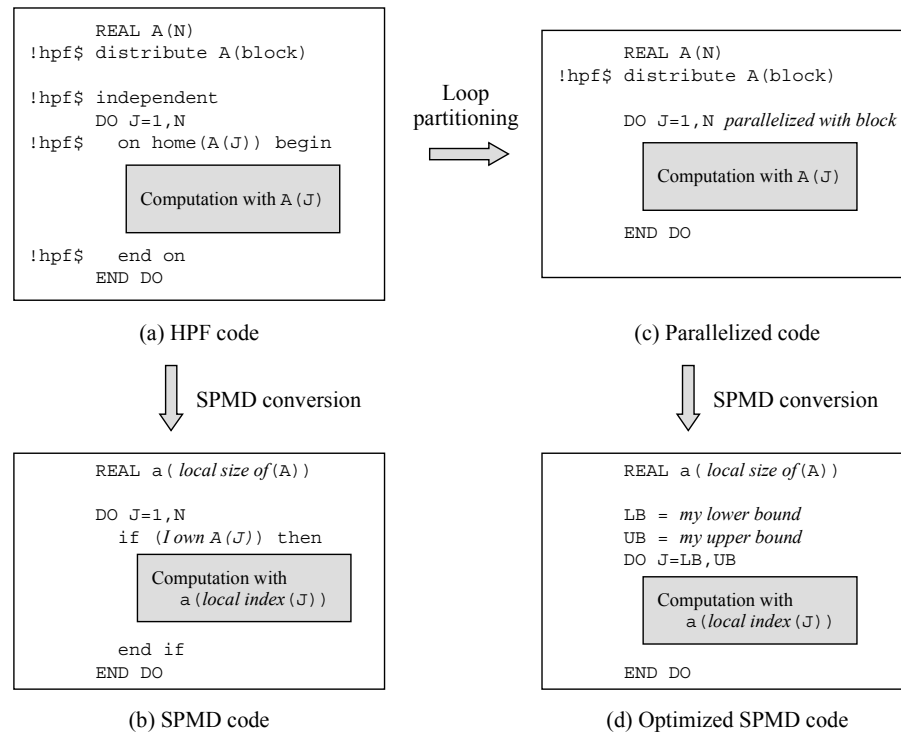 REAL A(N)
!hpf$ distribute A(block)
!hpf$ independent
DO J=1,N
!hpf$ on home(A(J)) begin
Computation with A(J)
!hpf$ end on
END DO
(a) HPF code
Loop
partitioning
REAL A(N)
!hpf$ distribute A(block)
DO J=1,N parallelized with block
Computation with A(J)
END DO
(c) Parallelized code
SPMD conversion
SPMD conversion
REAL a( local size of(A))
DO J=1,N
if (I own A(J)) then
Computation with
a(local index(J))
end if
END DO
(b) SPMD code
REAL a( local size of(A))
LB = my lower bound
UB = my upper bound
DO J=LB,UB
Computation with
a(local index(J))
END DO
(d) Optimized SPMD code